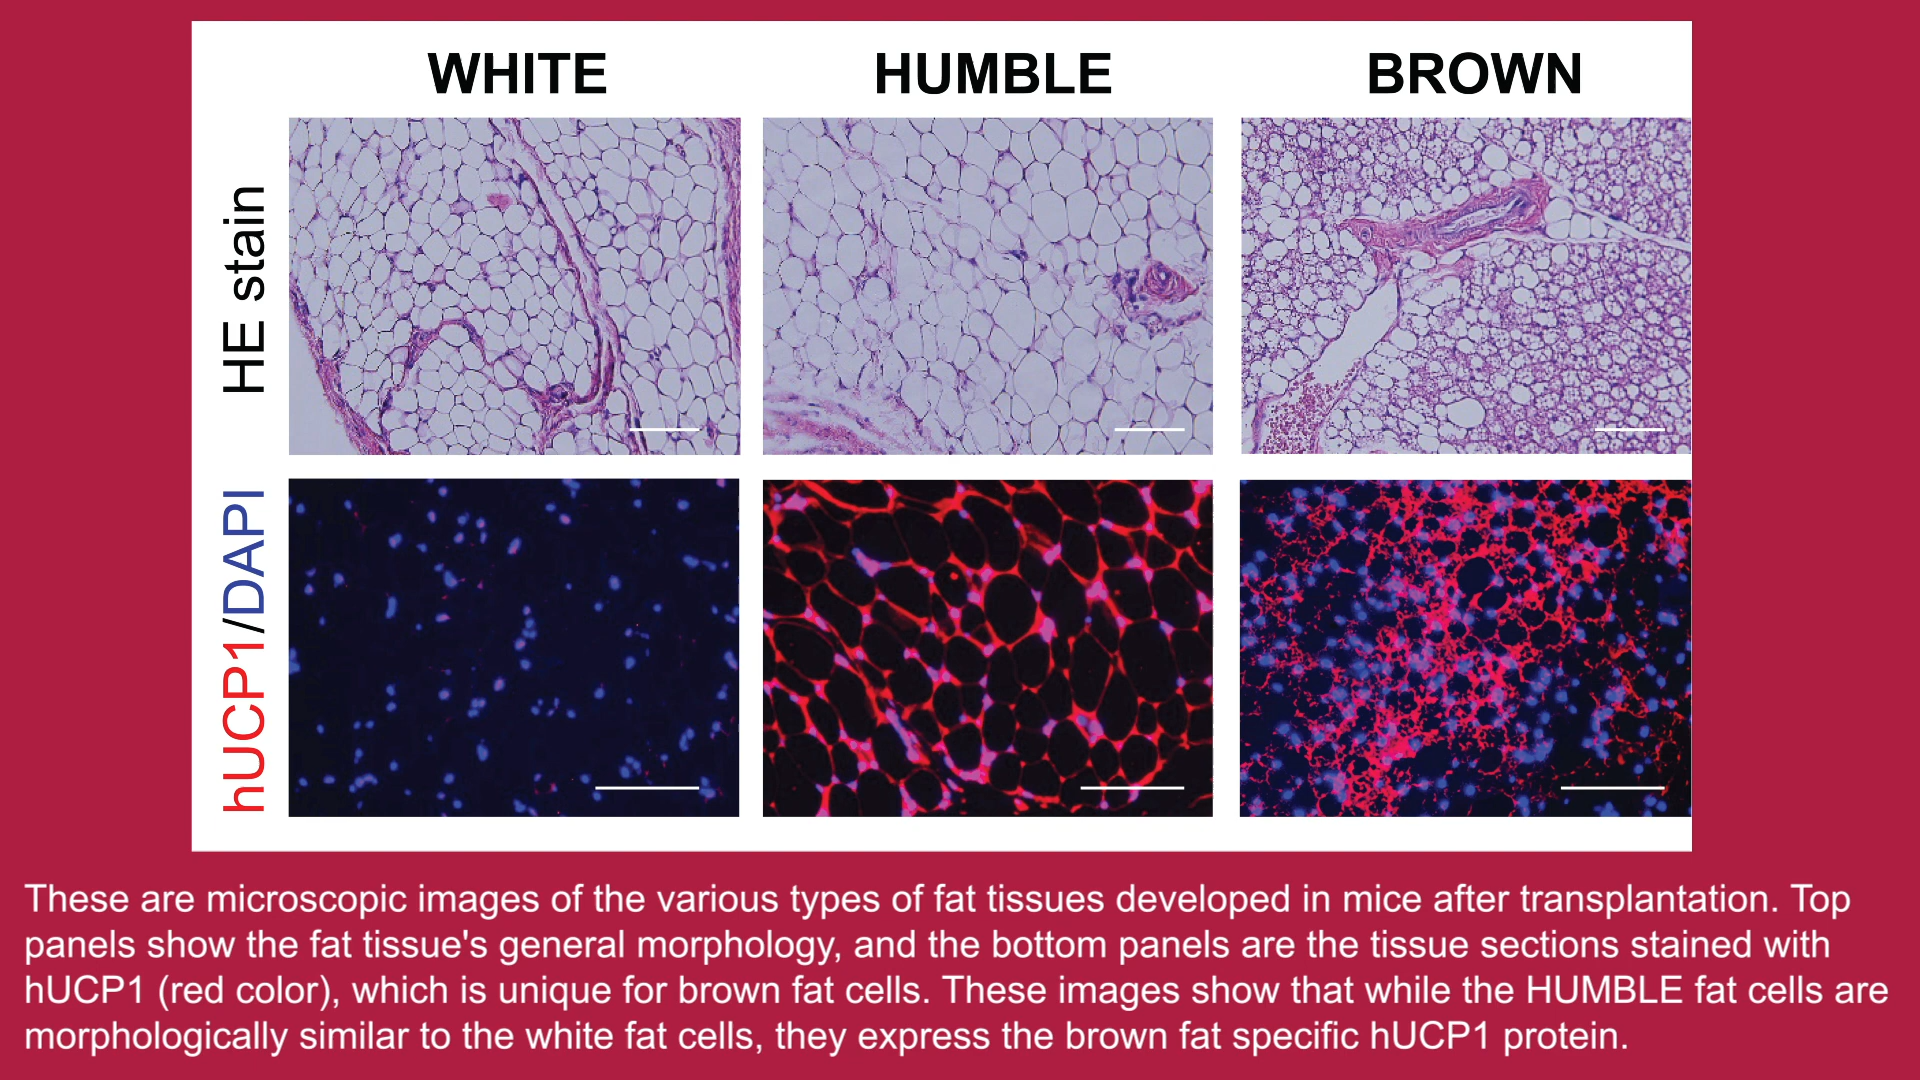 WHITE HUMBLE BROWN
HE stain
hUCP1/DAPI
These are microscopic images of the various types of fat tissues developed in mice after transplantation. Top
panels show the fat tissue's general morphology, and the bottom panels are the tissue sections stained with
hUCP1 (red color), which is unique for brown fat cells. These images show that while the HUMBLE fat cells are
morphologically similar to the white fat cells, they express the brown fat specific hUCP1 protein.